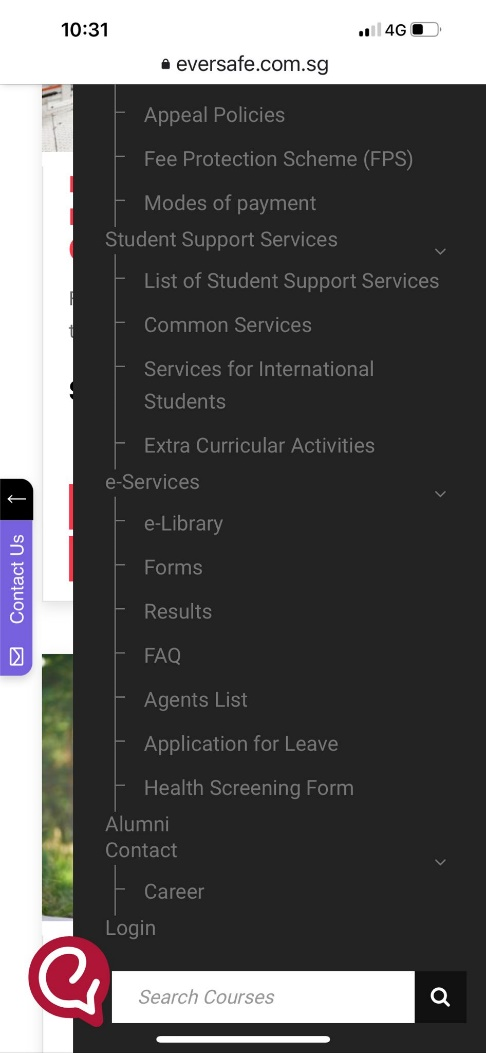 10:31
4G
eversafe.com.sg
Appeal Policies
Fee Protection Scheme (FPS)
Modes of payment
Student Support Services
List of Student Support Services
Common Services
Services for International
Students
Extra Curricular Activities
e-Services
e-Library
Forms
Results
FAQ
Agents List
Application for Leave
Health Screening Form
Alumni
Contact
Career
Login
Search Courses
Contact Us